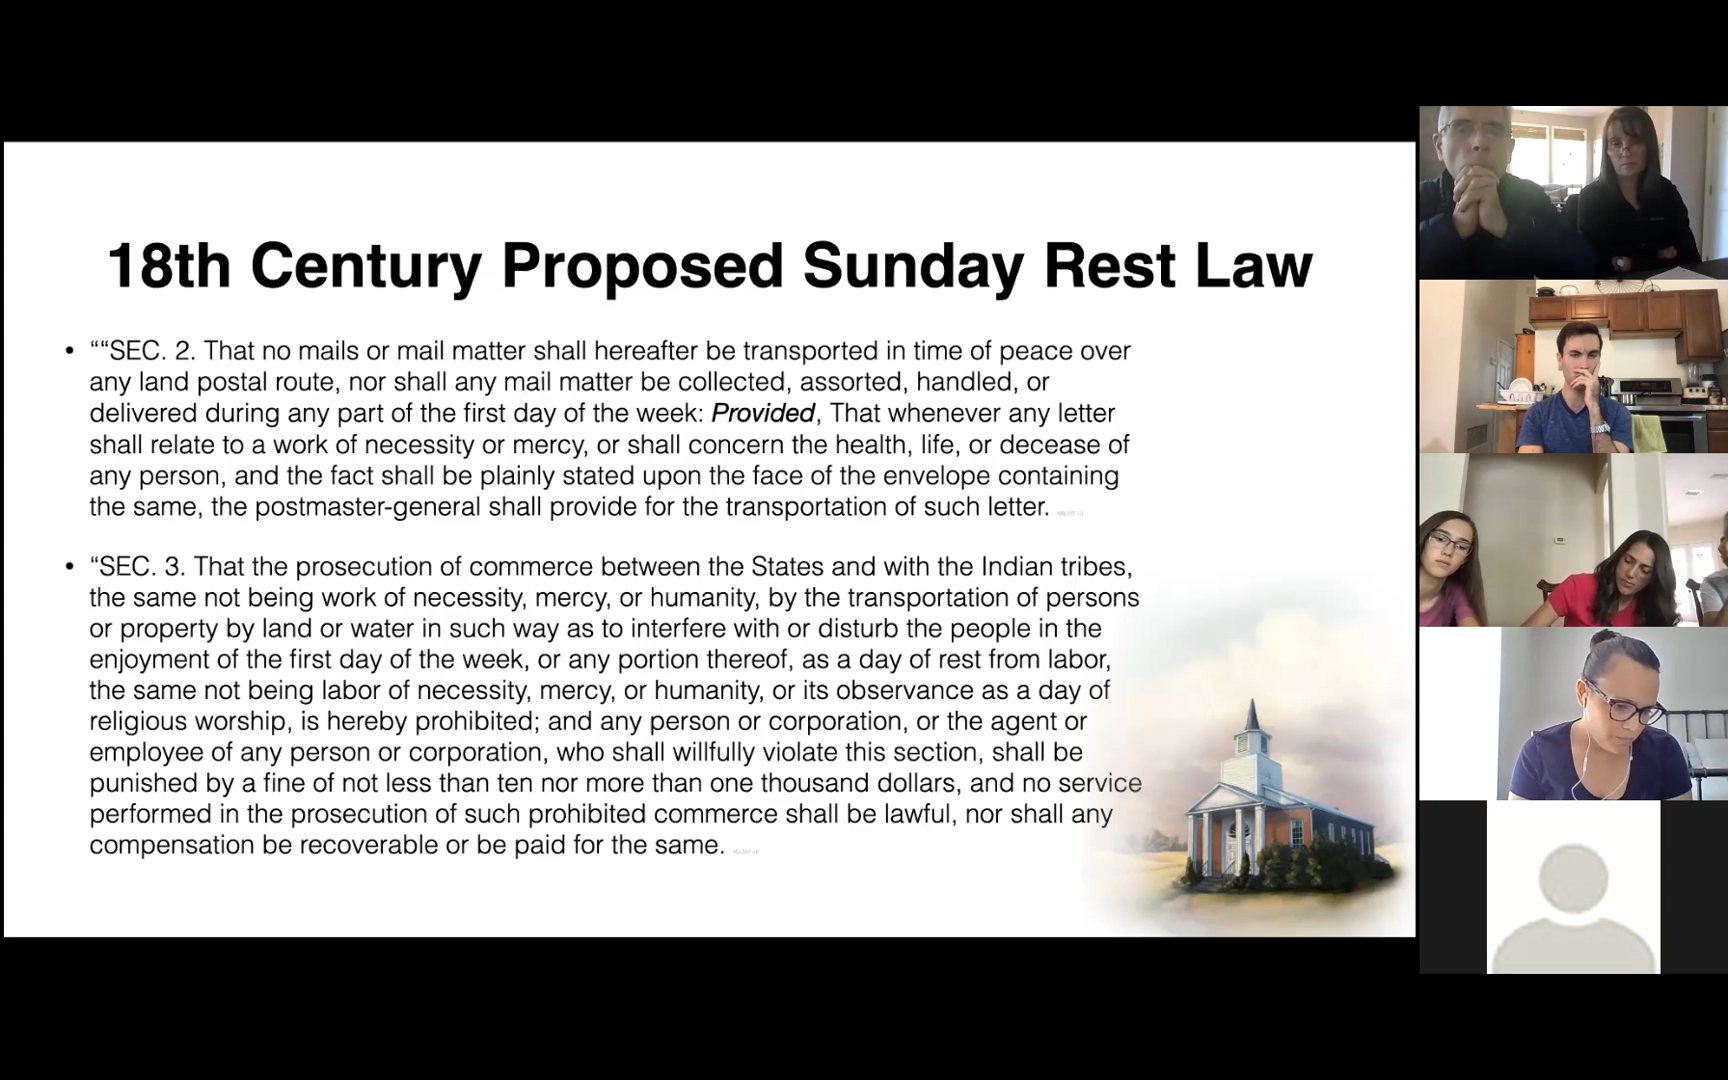 18th Century Proposed Sunday Rest Law
• ““SEC. 2. That no mails or mail matter shall hereafter be transported in time of peace over
any land postal route, nor shall any mail matter be collected, assorted, handled, or
delivered during any part of the first day of the week: Provided, That whenever any letter
shall relate to a work of necessity or mercy, or shall concern the health, life, or decease of
any person, and the fact shall be plainly stated upon the face of the envelope containing
the same, the postmaster-general shall provide for the transportation of such letter.
• “SEC. 3. That the prosecution of commerce between the States and with the Indian tribes,
the same not being work of necessity, mercy, or humanity, by the transportation of persons
or property by land or water in such way as to interfere with or disturb the people in the
enjoyment of the first day of the week, or any portion thereof, as a day of rest from labor,
the same not being labor of necessity, mercy, or humanity, or its observance as a day of
religious worship, is hereby prohibited; and any person or corporation, or the agent or
employee of any person or corporation, who shall willfully violate this section, shall be
punished by a fine of not less than ten nor more than one thousand dollars, and no service
performed in the prosecution of such prohibited commerce shall be lawful, nor shall any
compensation be recoverable or be paid for the same.